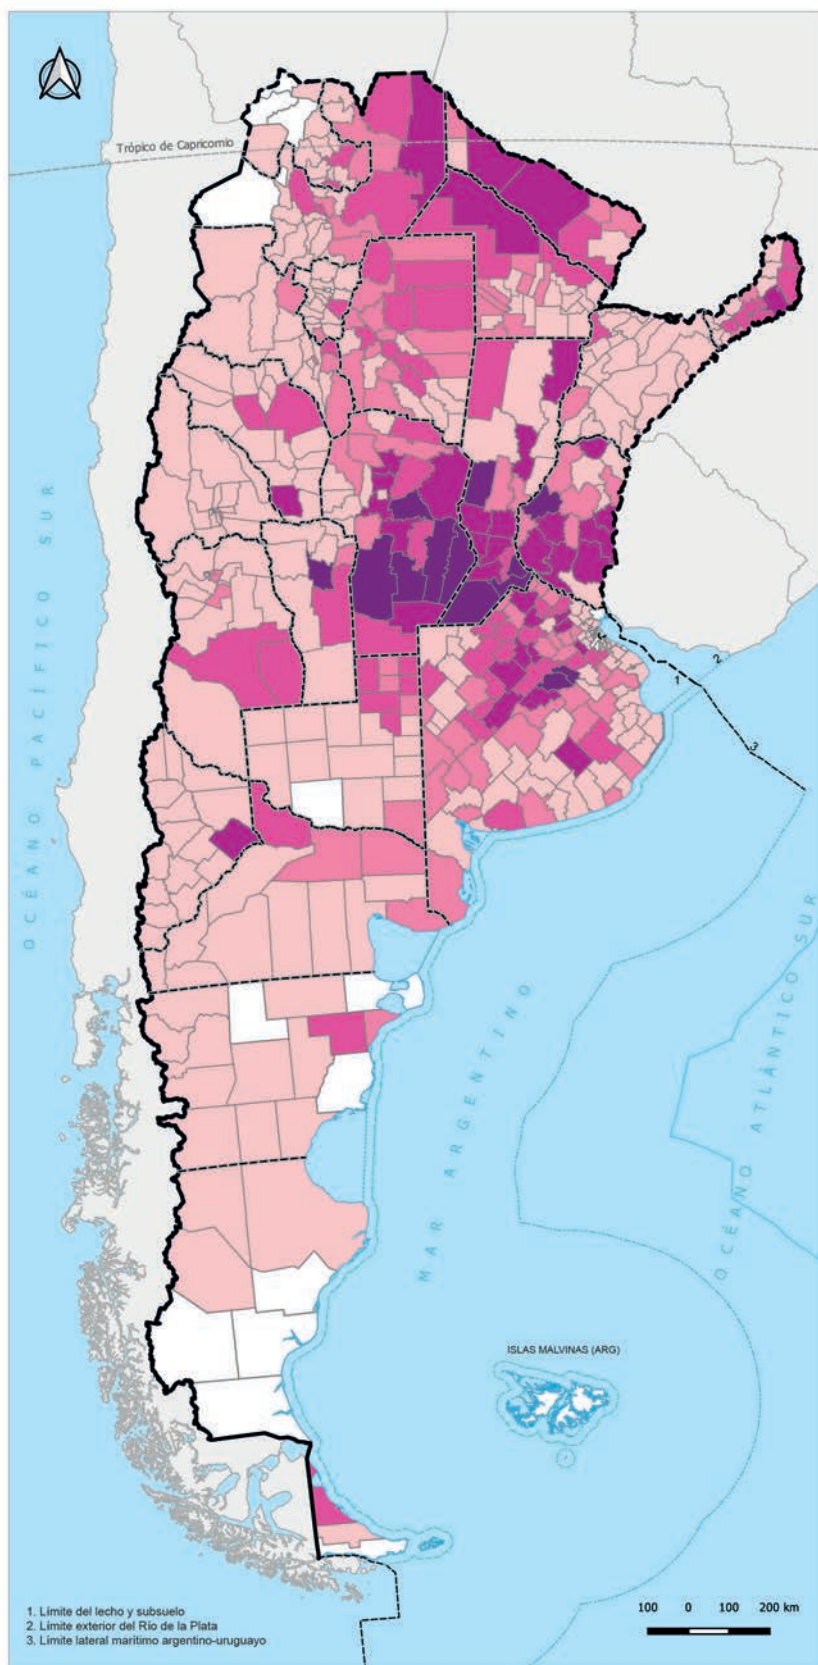 Trópico de Capricornio
OCÉANO PACÍFICO SUR
1
2
3
MAR ARGENTINO
OCÉANO ATLÁNTICO SUR
ISLAS MALVINAS (ARG)
1. Límite del lecho y subsuelo
2. Límite exterior del Río de la Plata
3. Límite lateral marítimo argentino-uruguayo
100 0 100 200 km